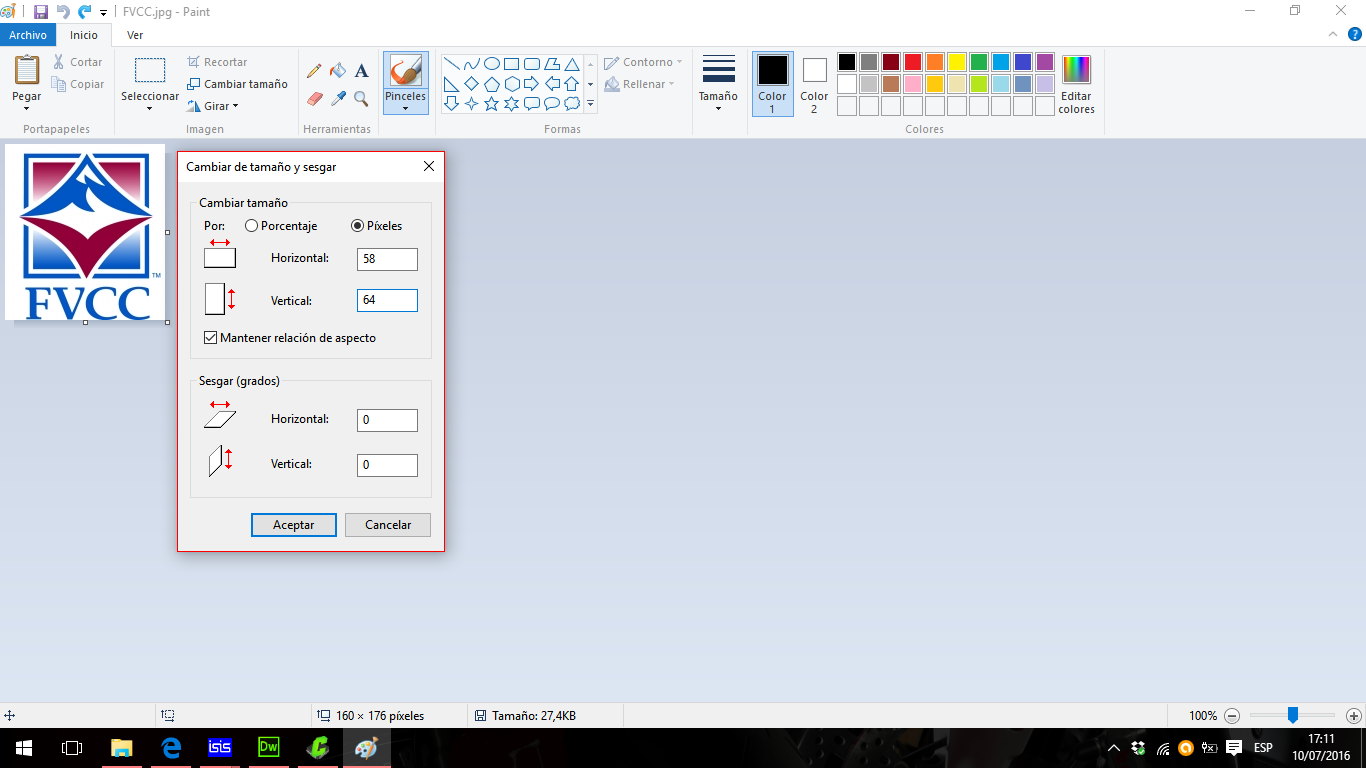 FVCC.jpg - Paint
Archivo Inicio Ver
Pegar
Cortar
Copiar
Portapapeles
Seleccionar
Recortar
Cambiar tamaño
Girar
Imagen
A
Herramientas
Pinceles
Contorno
Rellenar
Formas
Tamaño
Color 1
Color 2
Editar colores
Colores
FVCC
TM
Cambiar de tamaño y sesgar
Cambiar tamaño
Por: Porcentaje Píxeles
Horizontal: 58
Vertical: 64
Mantener relación de aspecto
Sesgar (grados)
Horizontal: 0
Vertical: 0
Aceptar Cancelar
160 × 176 píxeles
Tamaño: 27,4KB
100%
isis
Dw
ESP
17:11
10/07/2016